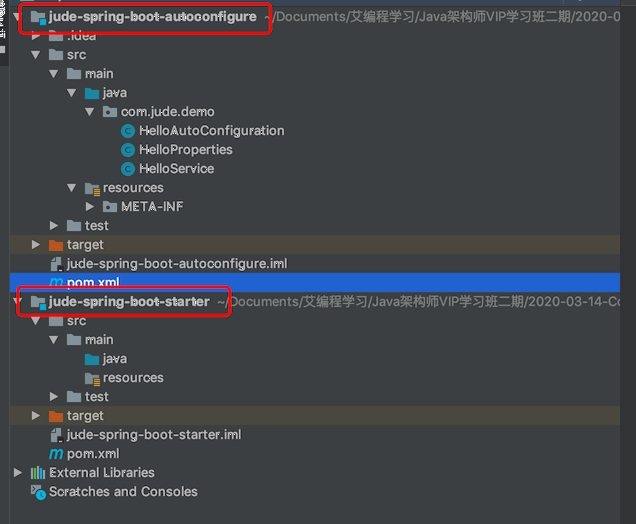 jude-spring-boot-autoconfigure ~/Documents/艾编程学习/Java架构师VIP学习班二期/2020-0
.idea
src
main
java
com.jude.demo
HelloAutoConfiguration
HelloProperties
HelloService
resources
META-INF
test
target
jude-spring-boot-autoconfigure.iml
pom.xml
jude-spring-boot-starter ~/Documents/艾编程学习/Java架构师VIP学习班二期/2020-03-14-Co
src
main
java
resources
test
target
jude-spring-boot-starter.iml
pom.xml
External Libraries
Scratches and Consoles